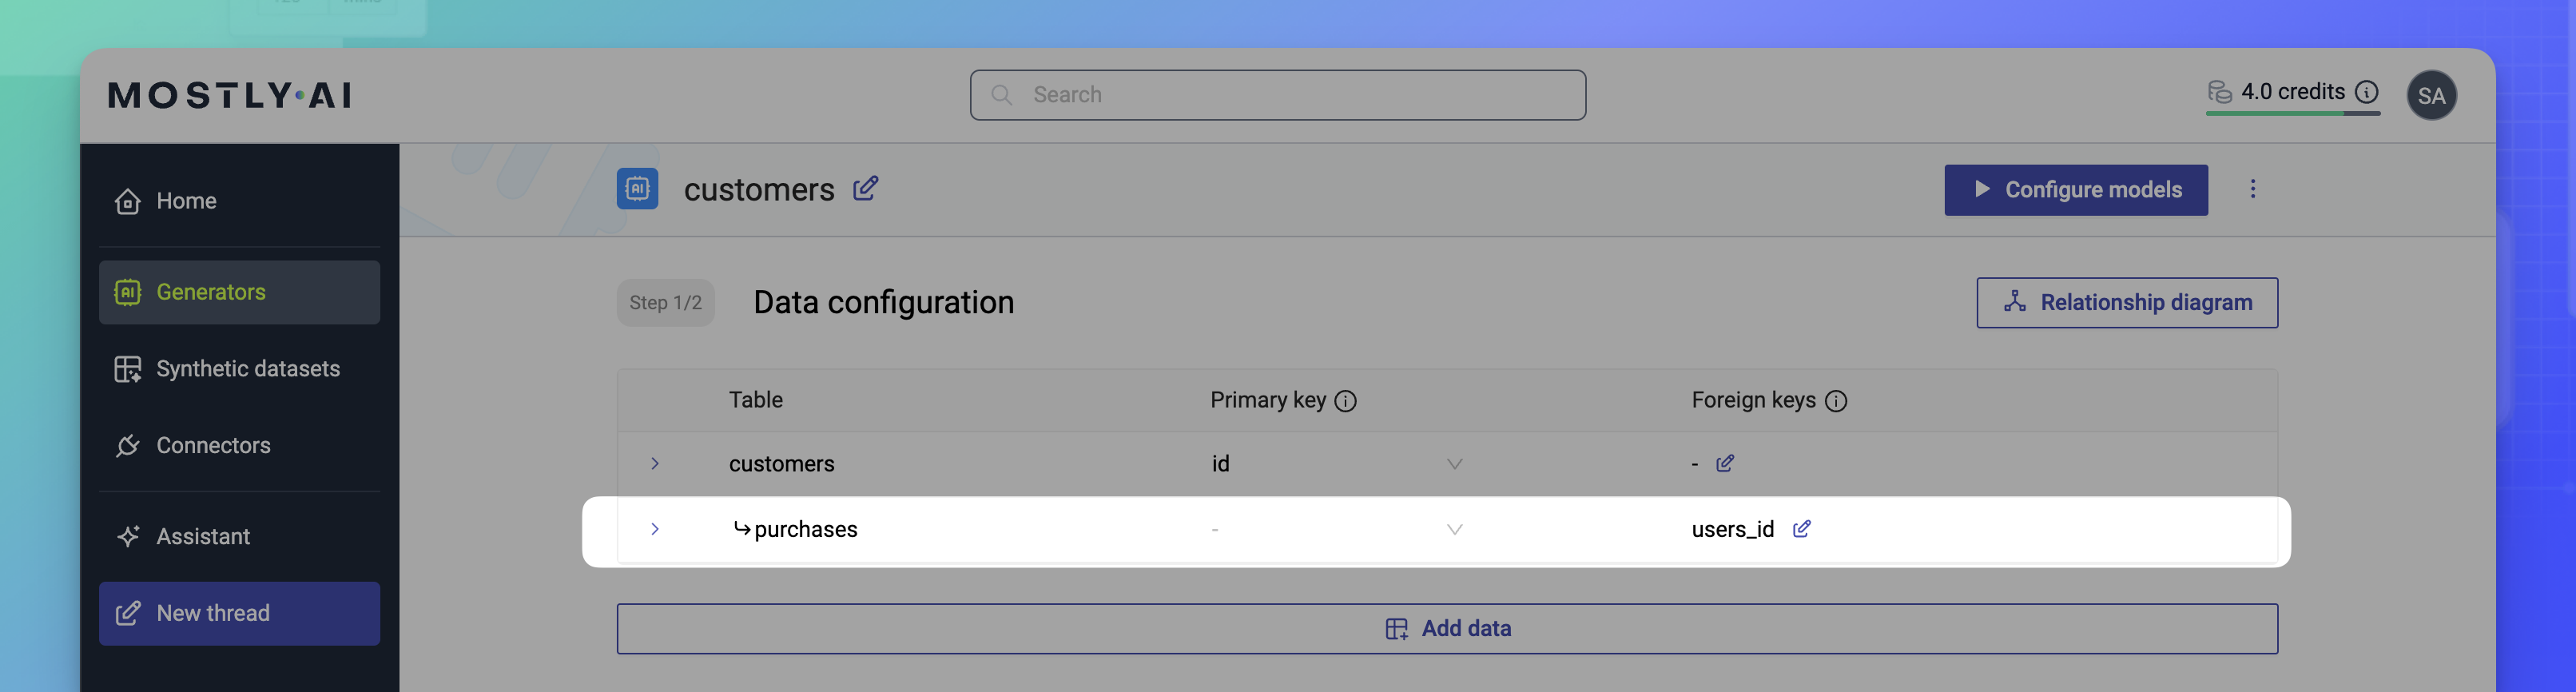 MOSTLY AI
Search
4.0 credits
SA
Home
Generators
Synthetic datasets
Connectors
Assistant
New thread
customers
Configure models
Step 1/2
Data configuration
Relationship diagram
Table Primary key Foreign keys
customers id -
purchases - users_id
Add data